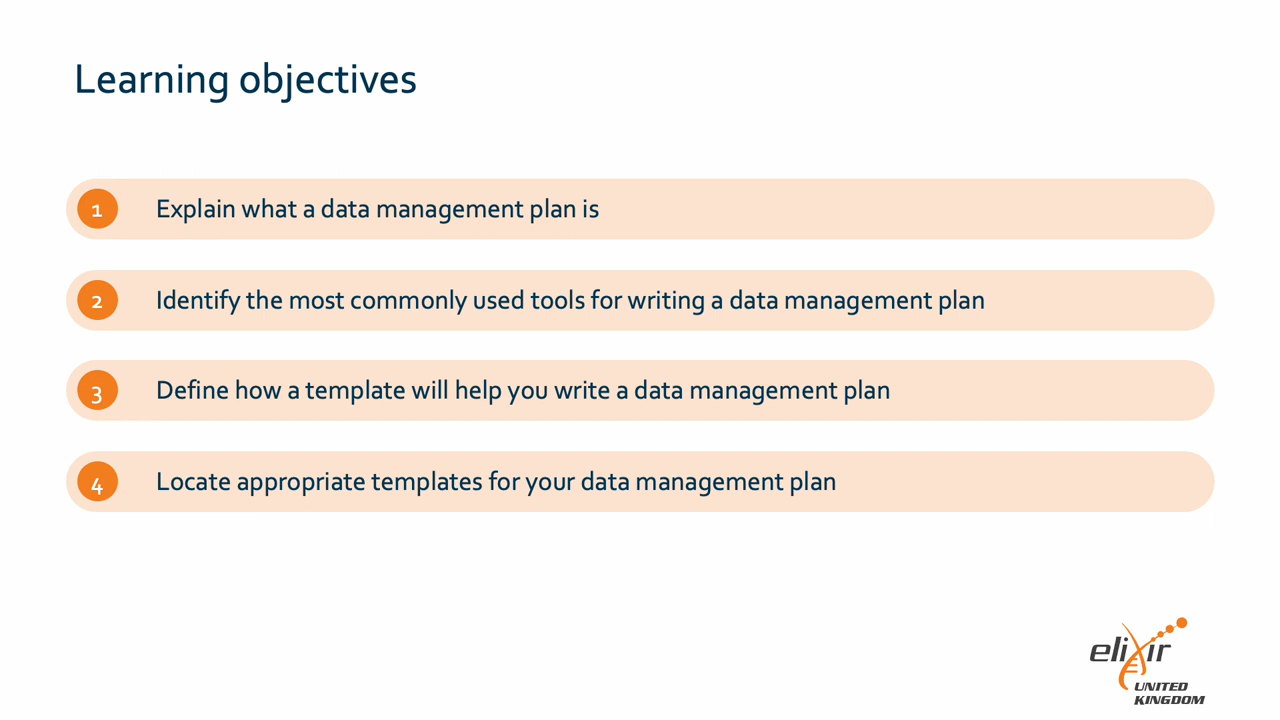 Learning objectives
1 Explain what a data management plan is
2 Identify the most commonly used tools for writing a data management plan
3 Define how a template will help you write a data management plan
4 Locate appropriate templates for your data management plan
elixir
UNITED
KINGDOM